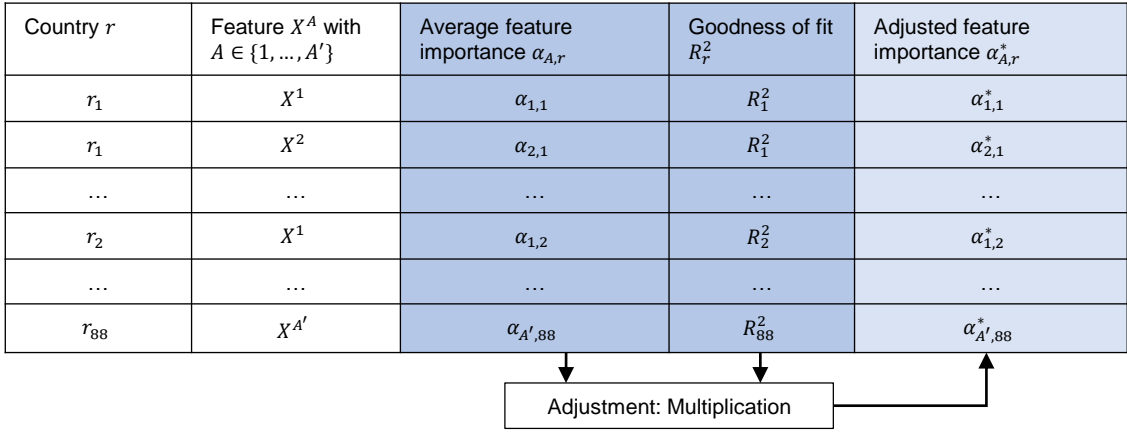 Country r Feature X^A with Average feature Goodness of fit Adjusted feature
A ∈ {1, …, A′} importance α_{A,r} R_r^2 importance α^*_{A,r}
r_1 X^1 α_{1,1} R_1^2 α^*_{1,1}
r_1 X^2 α_{2,1} R_1^2 α^*_{2,1}
… … … … …
r_2 X^1 α_{1,2} R_2^2 α^*_{1,2}
… … … … …
r_88 X^{A′} α_{A′,88} R_88^2 α^*_{A′,88}
Adjustment: Multiplication